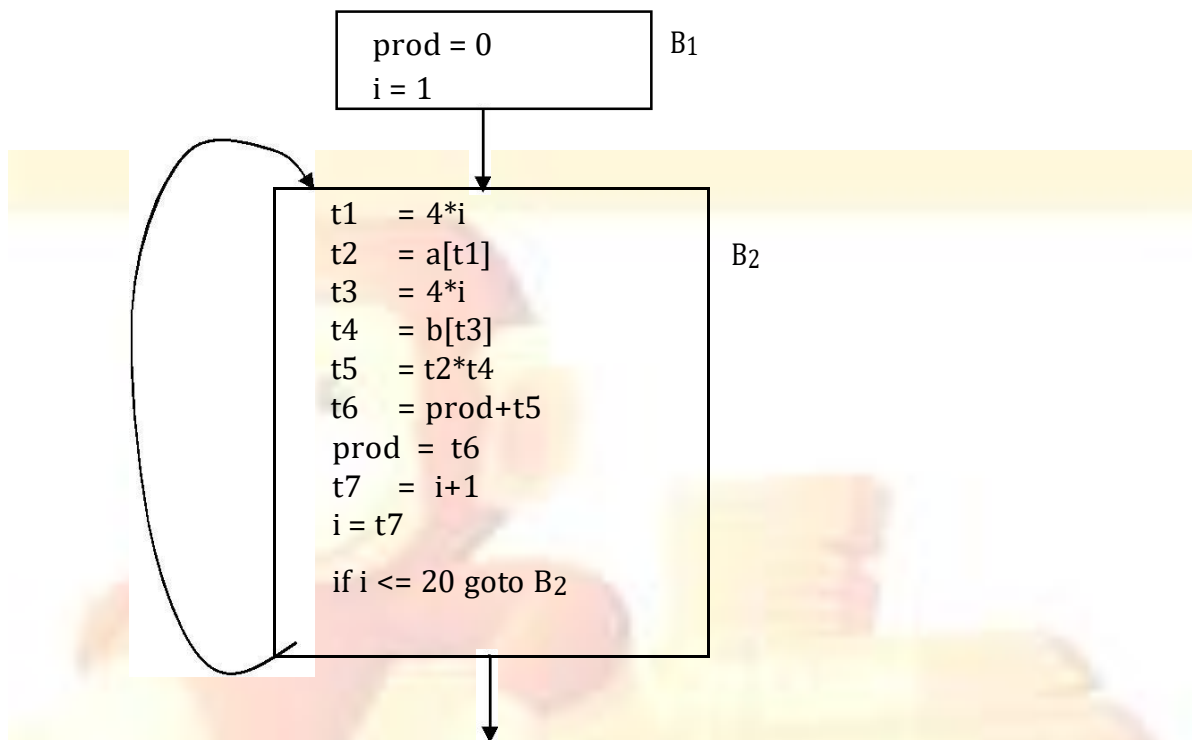 prod = 0
i = 1
B1
t1 = 4*i
t2 = a[t1]
t3 = 4*i
t4 = b[t3]
t5 = t2*t4
t6 = prod+t5
prod = t6
t7 = i+1
i = t7
if i <= 20 goto B2
B2